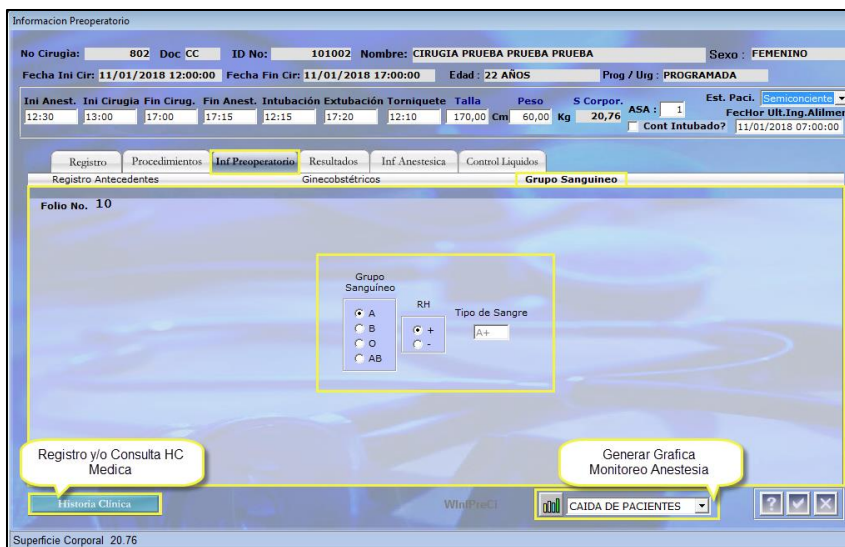 Informacion Preoperatorio
No Cirugia: 802 Doc CC ID No: 101002 Nombre: CIRUGIA PRUEBA PRUEBA PRUEBA Sexo : FEMENINO
Fecha Ini Cir: 11/01/2018 12:00:00 Fecha Fin Cir: 11/01/2018 17:00:00 Edad : 22 AÑOS Prog / Urg : PROGRAMADA
Ini Anest. Ini Cirugia Fin Cirug. Fin Anest. Intubación Extubación Torniquete Talla Peso S Corpor. ASA : 1 Est. Paci. Semiconciente
12:30 13:00 17:00 17:15 12:15 17:20 12:10 170,00 Cm 60,00 Kg 20,76 FecHor Ult.Ing.Alilmen
Cont Intubado? 11/01/2018 07:00:00
Registro Procedimientos Inf Preoperatorio Resultados Inf Anestesica Control Liquidos
Registro Antecedentes Ginecobstétricos Grupo Sanguineo
Folio No. 10
Grupo
Sanguíneo
RH
Tipo de Sangre
A
B
O
AB
+
-
A+
Registro y/o Consulta HC
Medica
Generar Grafica
Monitoreo Anestesia
Historia Clínica WInfPreCi CAIDA DE PACIENTES ?
Superficie Corporal 20.76